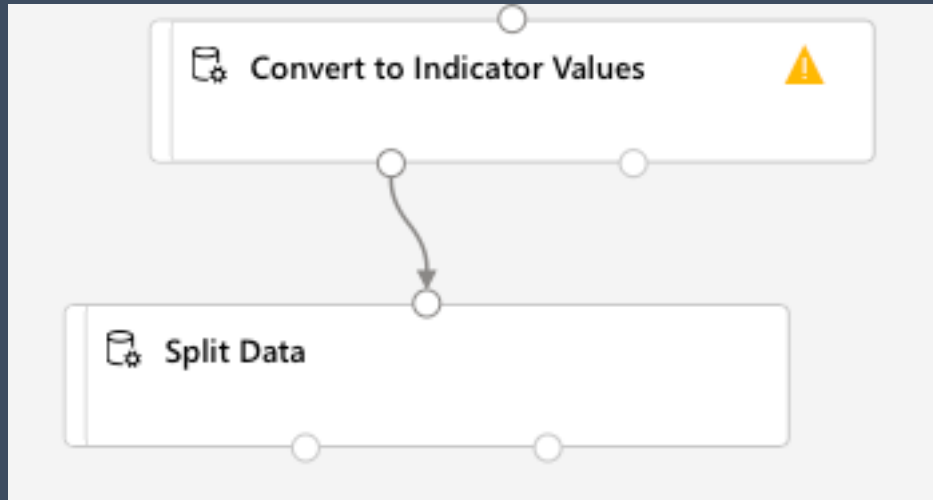 Convert to Indicator Values
Split Data